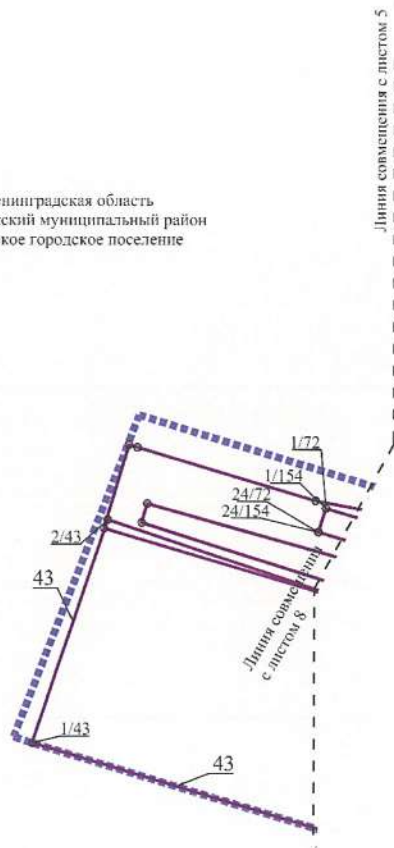 Линия совмещения с листом 5
енинградская область
ский муниципальный район
кое городское поселение
1/72
1/154
24/72
24/154
2/43
43
Линия совмещения
с листом 8
1/43
43